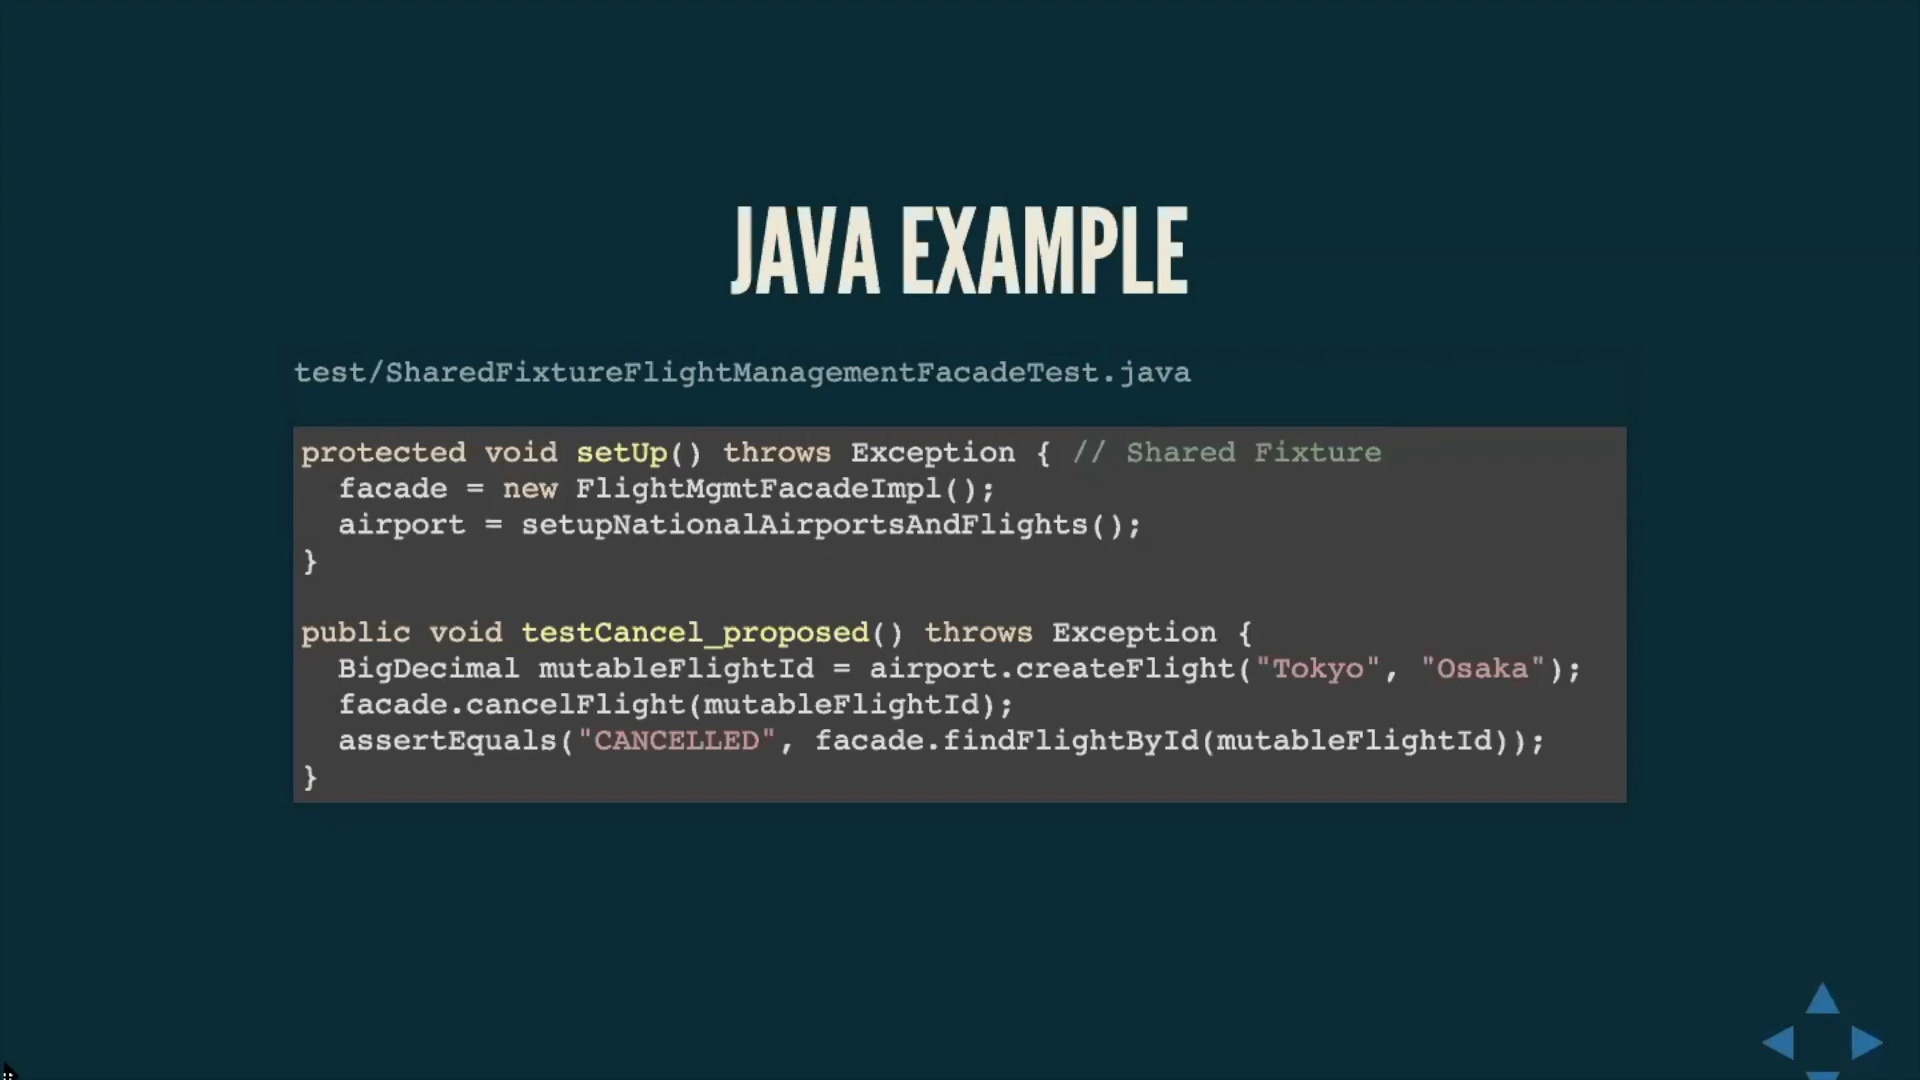 JAVA EXAMPLE
test/SharedFixtureFlightManagementFacadeTest.java
protected void setUp() throws Exception { // Shared Fixture
  facade = new FlightMgmtFacadeImpl();
  airport = setupNationalAirportsAndFlights();
}
public void testCancel_proposed() throws Exception {
  BigDecimal mutableFlightId = airport.createFlight("Tokyo", "Osaka");
  facade.cancelFlight(mutableFlightId);
  assertEquals("CANCELLED", facade.findFlightById(mutableFlightId));
}